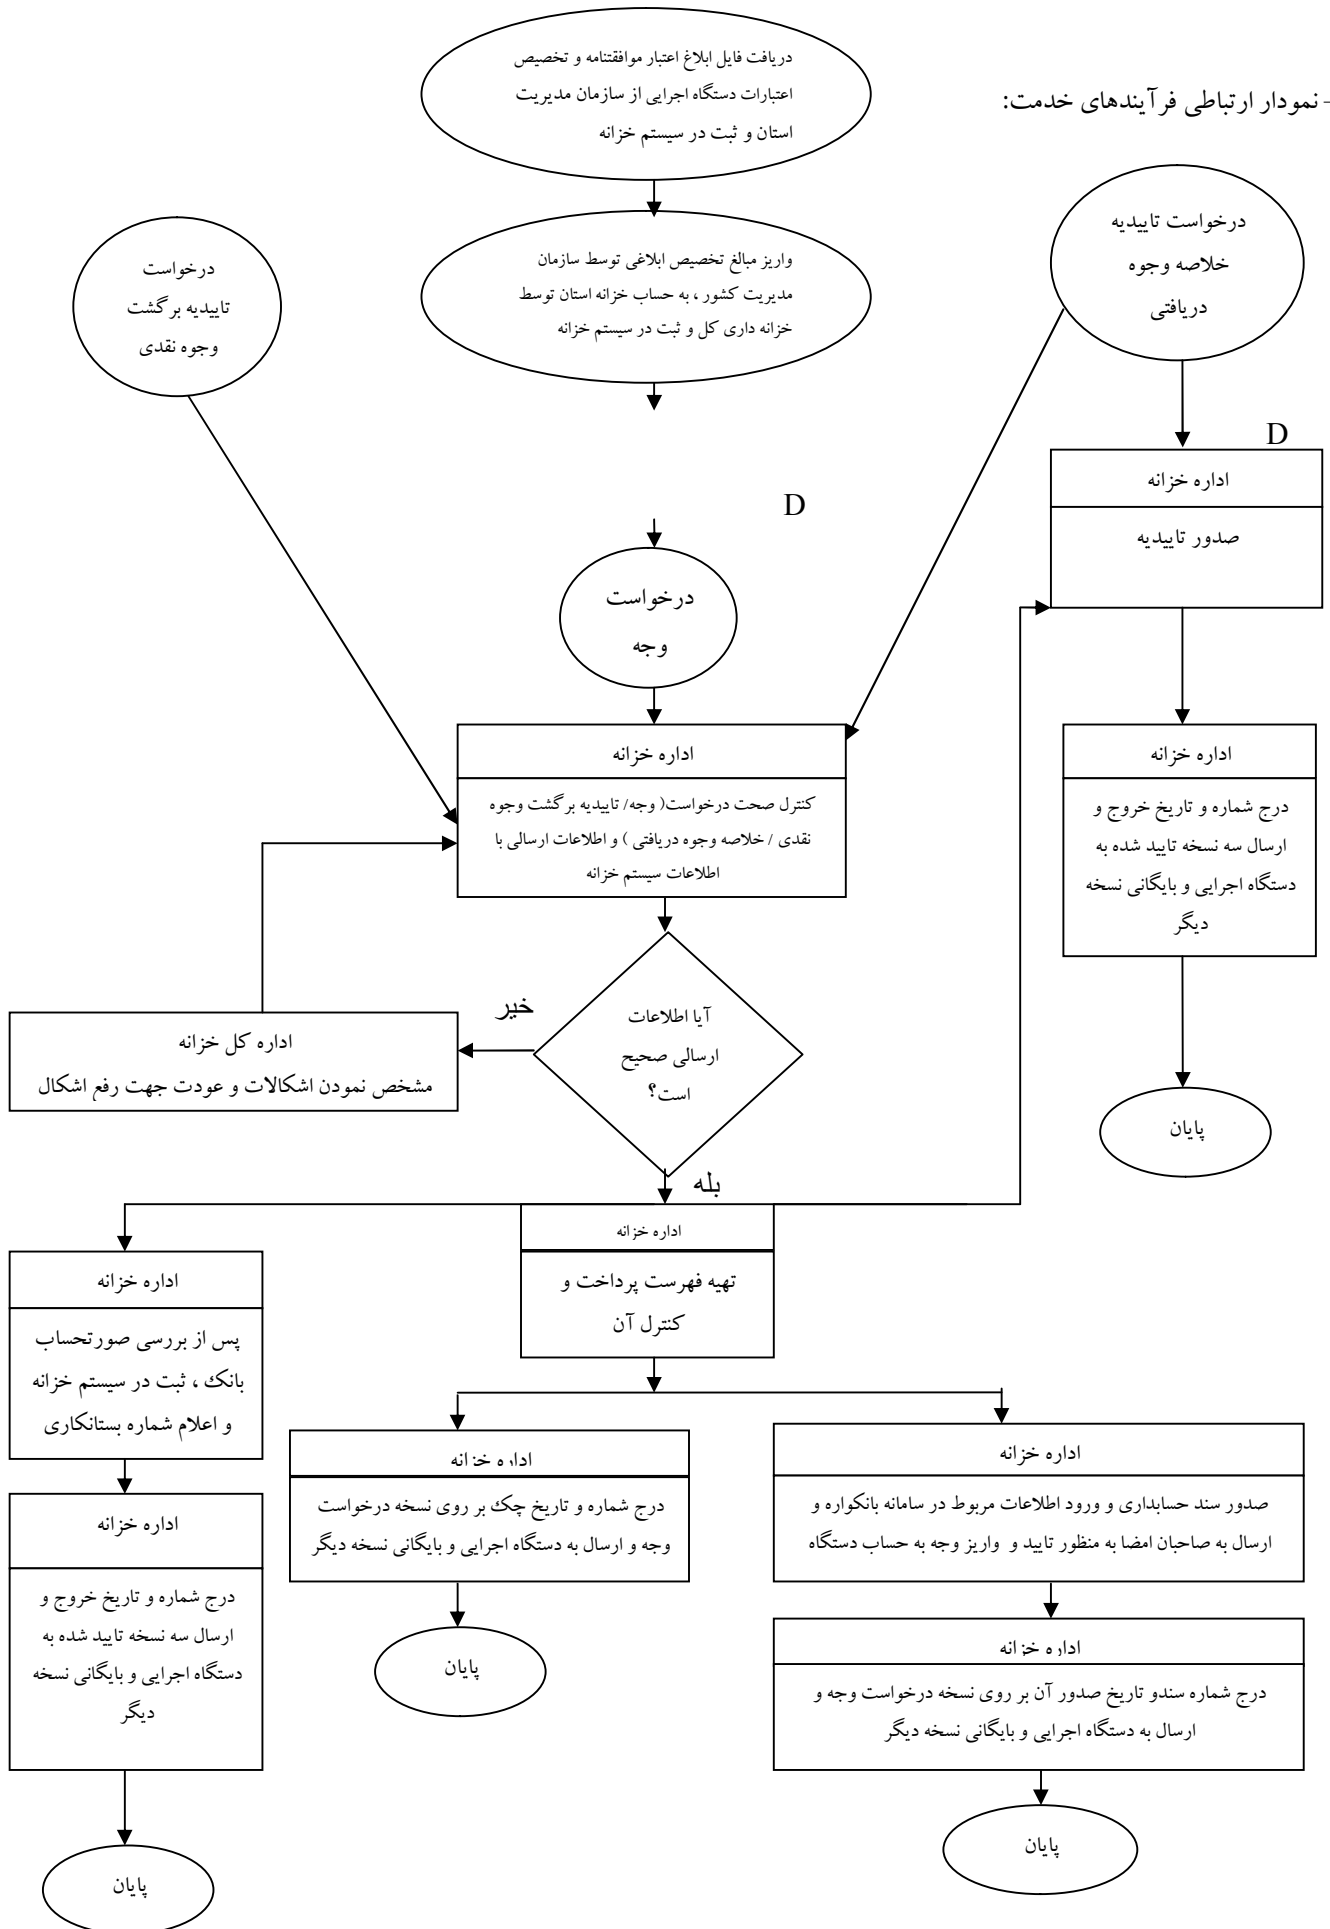 - نمودار ارتباطی فرآیندهای خدمت:
دریافت فایل ابلاغ اعتبار موافقتنامه و تخصیص
اعتبارات دستگاه اجرایی از سازمان مدیریت
استان و ثبت در سیستم خزانه
واریز مبالغ تخصیص ابلاغی توسط سازمان
مدیریت کشور ، به حساب خزانه استان توسط
خزانه داری کل و ثبت در سیستم خزانه
درخواست تاییدیه
خلاصه وجوه
دریافتی
درخواست
تاییدیه برگشت
وجوه نقدی
D
اداره خزانه
صدور تاییدیه
D
درخواست
وجه
اداره خزانه
کنترل صحت درخواست( وجه/ تاییدیه برگشت وجوه
نقدی / خلاصه وجوه دریافتی ) و اطلاعات ارسالی با
اطلاعات سیستم خزانه
اداره خزانه
درج شماره و تاریخ خروج و
ارسال سه نسخه تایید شده به
دستگاه اجرایی و بایگانی نسخه
دیگر
پایان
آیا اطلاعات
ارسالی صحیح
است؟
خیر
اداره کل خزانه
مشخص نمودن اشکالات و عودت جهت رفع اشکال
بله
اداره خزانه
تهیه فهرست پرداخت و
کنترل آن
اداره خزانه
صدور سند حسابداری و ورود اطلاعات مربوط در سامانه بانکواره و
ارسال به صاحبان امضا به منظور تایید و واریز وجه به حساب دستگاه
اداره خزانه
درج شماره سندو تاریخ صدور آن بر روی نسخه درخواست وجه و
ارسال به دستگاه اجرایی و بایگانی نسخه دیگر
پایان
اداره خزانه
درج شماره و تاریخ چک بر روی نسخه درخواست
وجه و ارسال به دستگاه اجرایی و بایگانی نسخه دیگر
پایان
اداره خزانه
پس از بررسی صورتحساب
بانک ، ثبت در سیستم خزانه
و اعلام شماره بستانکاری
اداره خزانه
درج شماره و تاریخ خروج و
ارسال سه نسخه تایید شده به
دستگاه اجرایی و بایگانی نسخه
دیگر
پایان